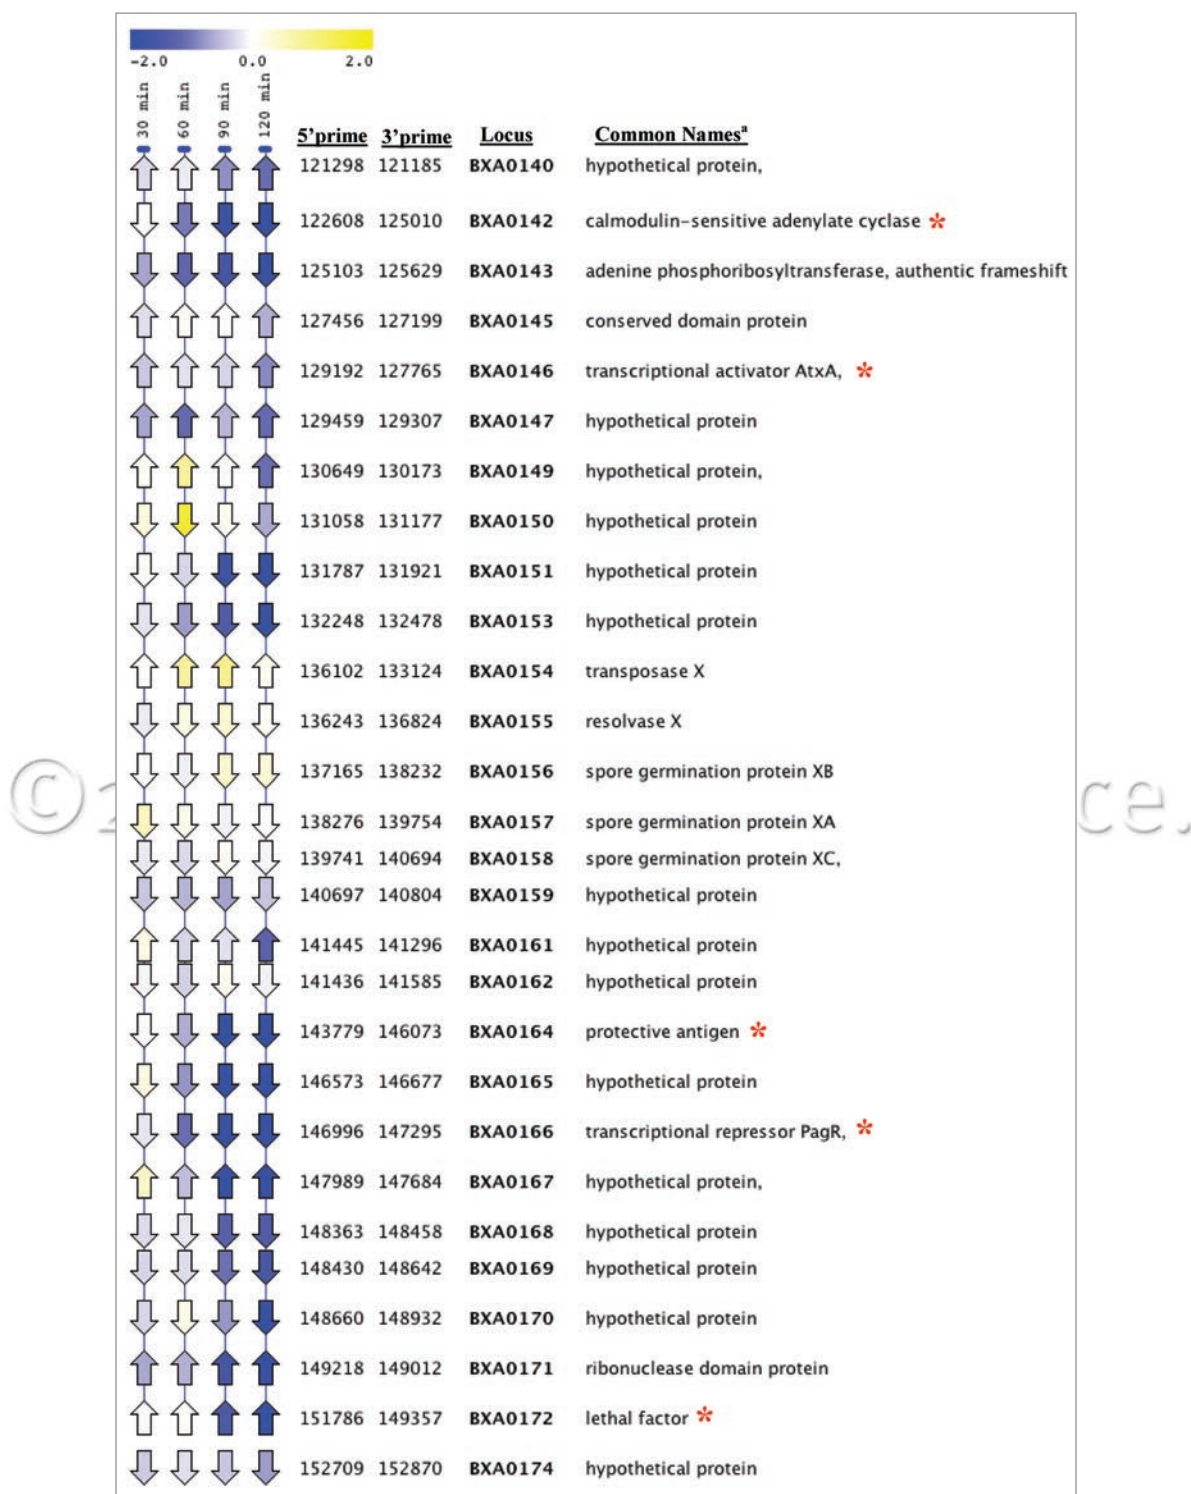 -2.0 0.0 2.0
30 min 60 min 90 min 120 min
5'prime 3'prime Locus Common Namesª
121298 121185 BXA0140 hypothetical protein,
122608 125010 BXA0142 calmodulin-sensitive adenylate cyclase *
125103 125629 BXA0143 adenine phosphoribosyltransferase, authentic frameshift
127456 127199 BXA0145 conserved domain protein
129192 127765 BXA0146 transcriptional activator AtxA, *
129459 129307 BXA0147 hypothetical protein
130649 130173 BXA0149 hypothetical protein,
131058 131177 BXA0150 hypothetical protein
131787 131921 BXA0151 hypothetical protein
132248 132478 BXA0153 hypothetical protein
136102 133124 BXA0154 transposase X
136243 136824 BXA0155 resolvase X
137165 138232 BXA0156 spore germination protein XB
138276 139754 BXA0157 spore germination protein XA
139741 140694 BXA0158 spore germination protein XC,
140697 140804 BXA0159 hypothetical protein
141445 141296 BXA0161 hypothetical protein
141436 141585 BXA0162 hypothetical protein
143779 146073 BXA0164 protective antigen *
146573 146677 BXA0165 hypothetical protein
146996 147295 BXA0166 transcriptional repressor PagR, *
147989 147684 BXA0167 hypothetical protein,
148363 148458 BXA0168 hypothetical protein
148430 148642 BXA0169 hypothetical protein
148660 148932 BXA0170 hypothetical protein
149218 149012 BXA0171 ribonuclease domain protein
151786 149357 BXA0172 lethal factor *
152709 152870 BXA0174 hypothetical protein